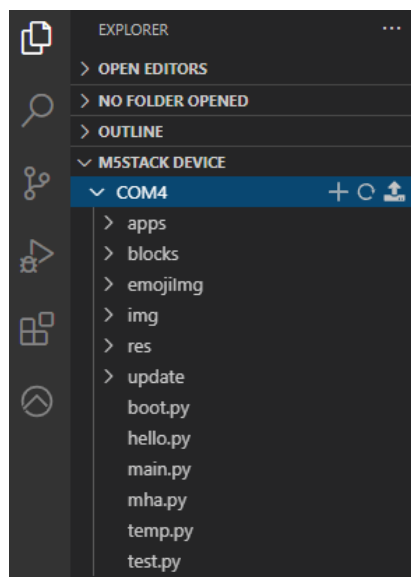 EXPLORER
OPEN EDITORS
NO FOLDER OPENED
OUTLINE
M5STACK DEVICE
COM4
apps
blocks
emojiImg
img
res
update
boot.py
hello.py
main.py
mha.py
temp.py
test.py